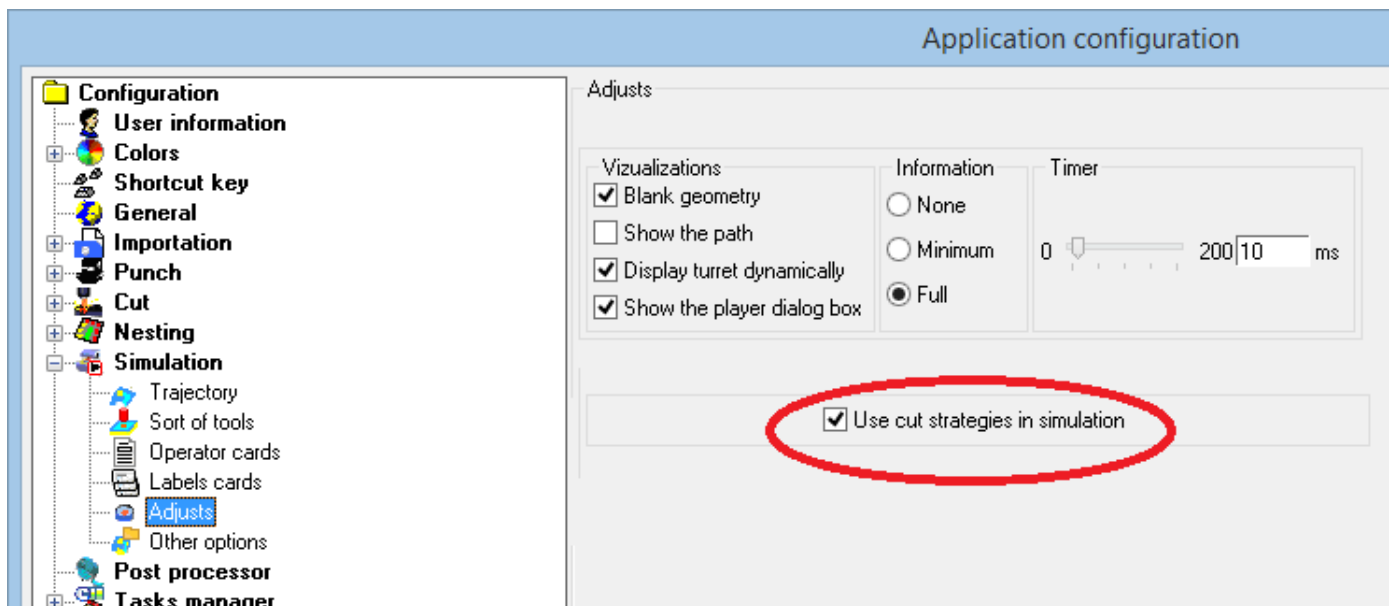 Application configuration
Configuration
User information
Colors
Shortcut key
General
Importation
Punch
Cut
Nesting
Simulation
Trajectory
Sort of tools
Operator cards
Labels cards
Adjusts
Other options
Post processor
Tasks manager
Adjusts
Vizualizations
Blank geometry
Show the path
Display turret dynamically
Show the player dialog box
Information
None
Minimum
Full
Timer
0 200 10 ms
Use cut strategies in simulation